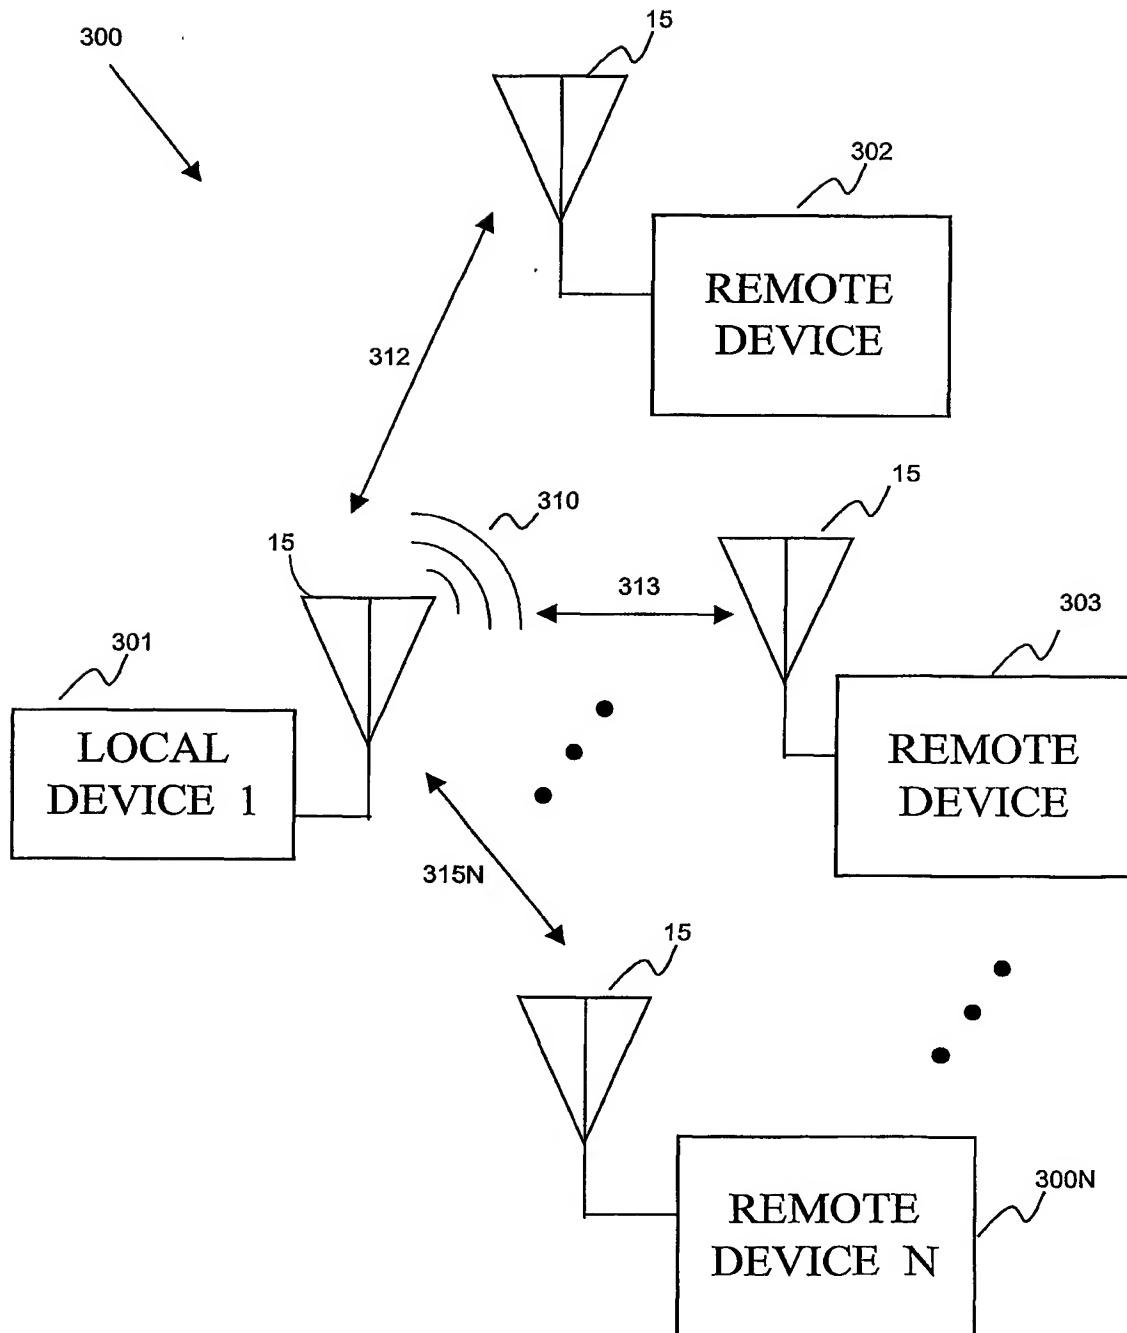 300
15
302
REMOTE
DEVICE
312
310
15
15
313
303
301
LOCAL
DEVICE 1
REMOTE
DEVICE
315N
15
300N
REMOTE
DEVICE N